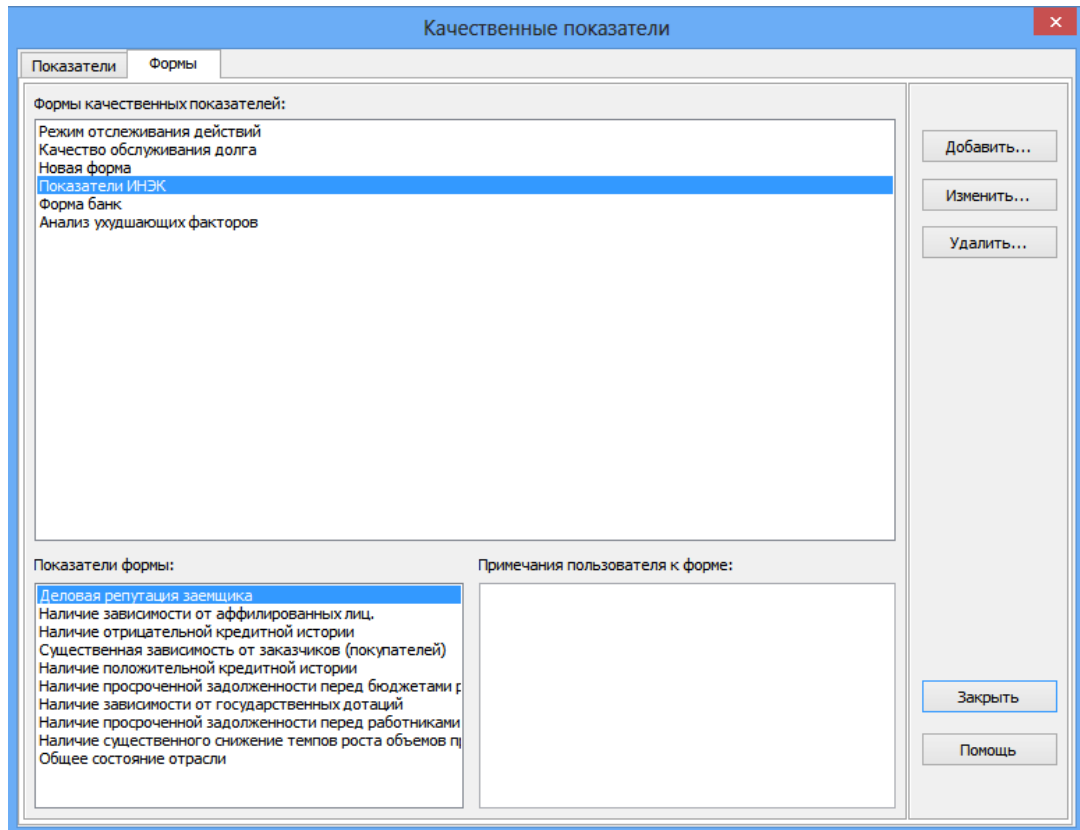 Качественные показатели
Показатели
Формы
Формы качественных показателей:
Режим отслеживания действий
Качество обслуживания долга
Новая форма
Показатели ИНЭК
Форма банк
Анализ ухудшающих факторов
Добавить...
Изменить...
Удалить...
Показатели формы:
Примечания пользователя к форме:
Деловая репутация заемщика
Наличие зависимости от аффилированных лиц.
Наличие отрицательной кредитной истории
Существенная зависимость от заказчиков (покупателей)
Наличие положительной кредитной истории
Наличие просроченной задолженности перед бюджетами р
Наличие зависимости от государственных дотаций
Наличие просроченной задолженности перед работниками
Наличие существенного снижение темпов роста объемов п
Общее состояние отрасли
Закрыть
Помощь